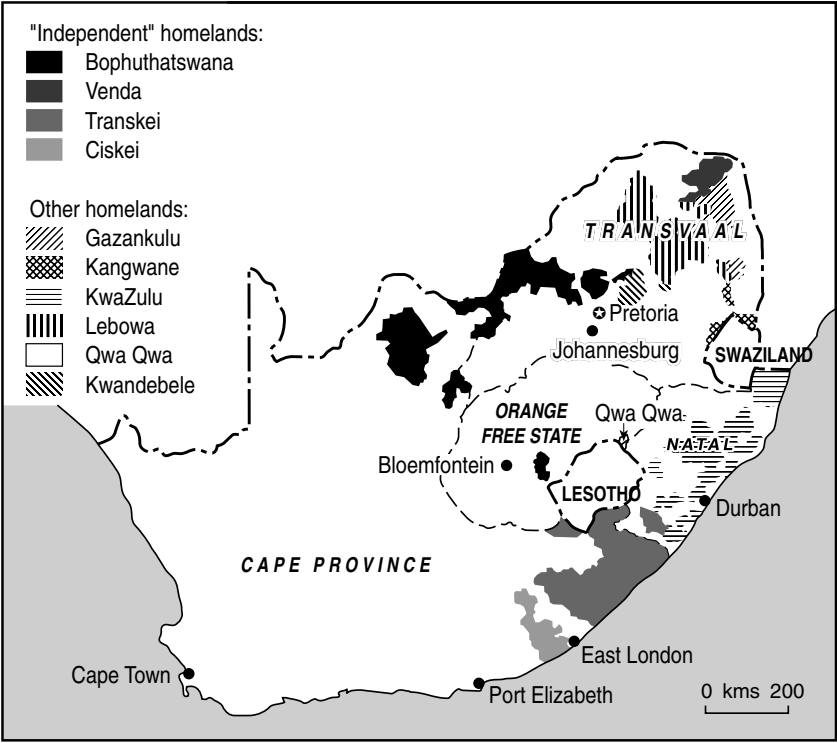 "Independent" homelands:
Bophuthatswana
Venda
Transkei
Ciskei
Other homelands:
Gazankulu
Kangwane
KwaZulu
Lebowa
Qwa Qwa
Kwandebele
TRANSVAAL
Pretoria
Johannesburg
SWAZILAND
ORANGE
FREE STATE
Qwa Qwa
NATAL
Bloemfontein
LESOTHO
Durban
CAPE PROVINCE
East London
Cape Town
Port Elizabeth
0 kms 200